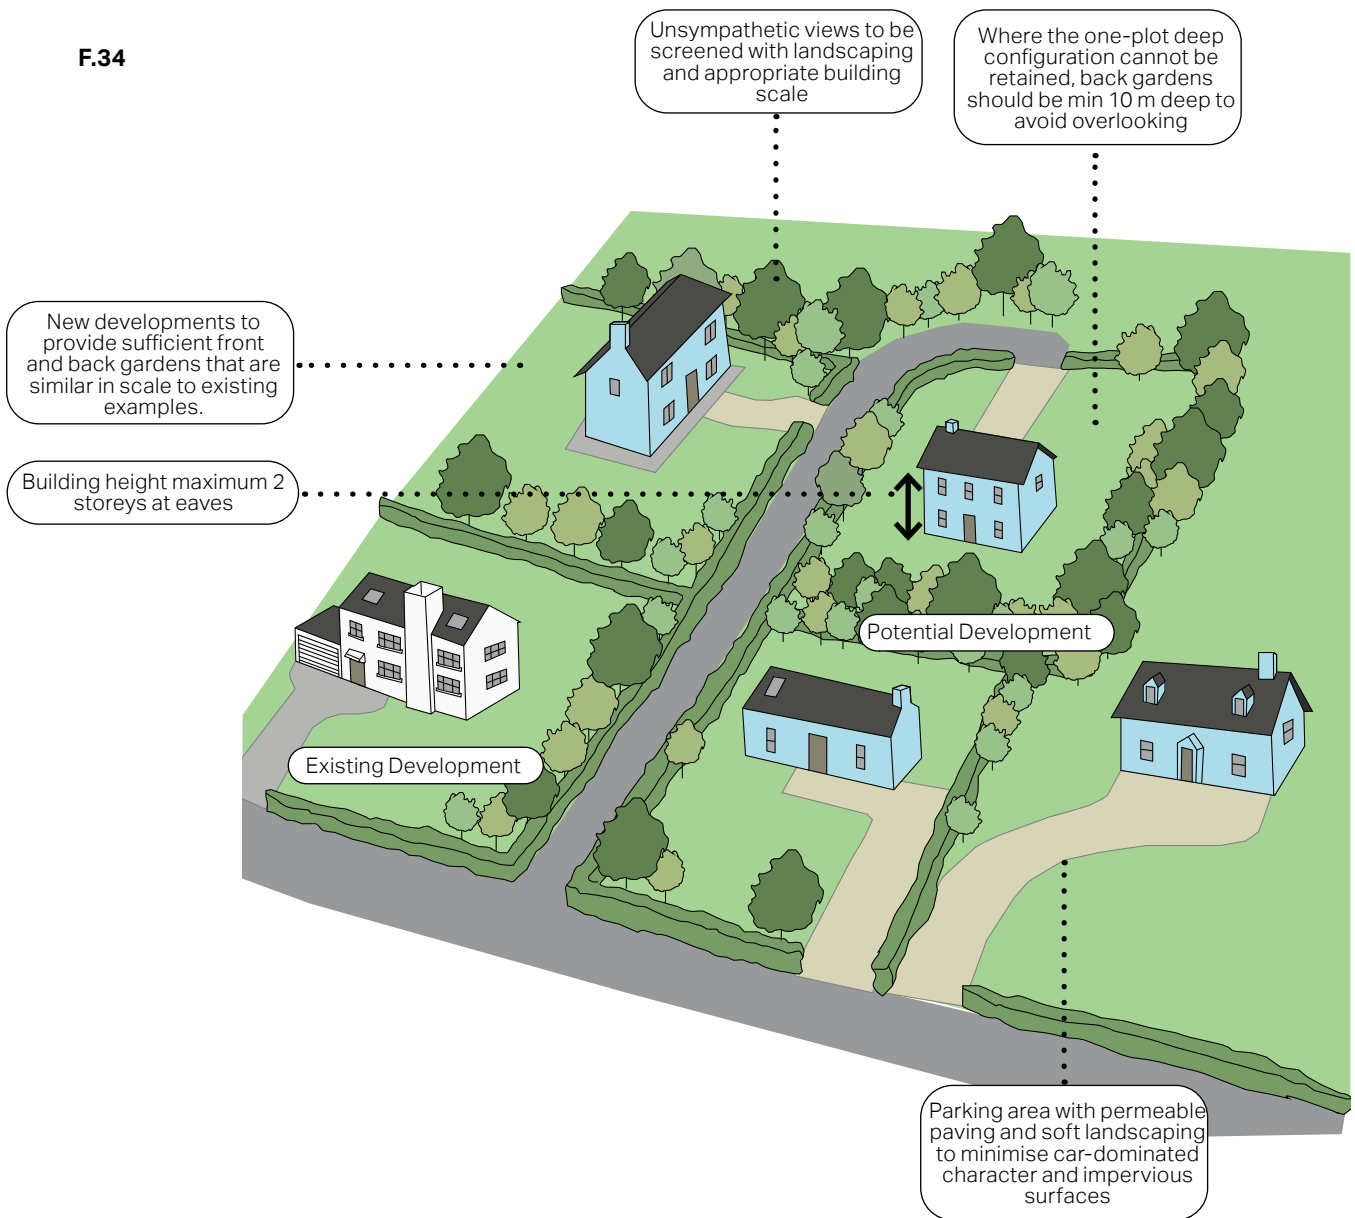 F.34
Unsympathetic views to be
screened with landscaping
and appropriate building
scale
Where the one-plot deep
configuration cannot be
retained, back gardens
should be min 10 m deep to
avoid overlooking
New developments to
provide sufficient front
and back gardens that are
similar in scale to existing
examples.
Building height maximum 2
storeys at eaves
Potential Development
Existing Development
Parking area with permeable
paving and soft landscaping
to minimise car-dominated
character and impervious
surfaces